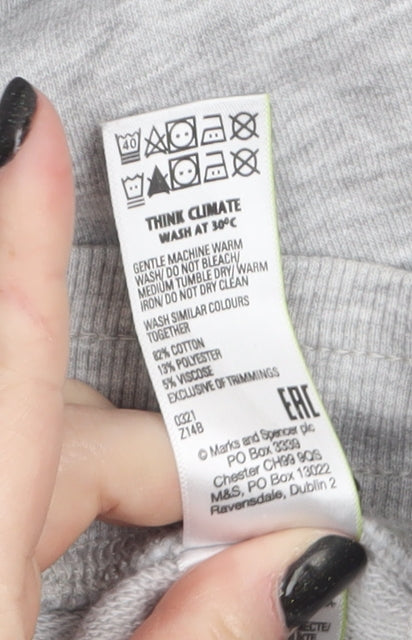 40
THINK CLIMATE
WASH AT 30ºC
GENTLE MACHINE WARM
WASH/ DO NOT BLEACH/
MEDIUM TUMBLE DRY/ WARM
IRON/ DO NOT DRY CLEAN
WASH SIMILAR COLOURS
TOGETHER
82% COTTON
13% POLYESTER
5% VISCOSE
EXCLUSIVE OF TRIMMINGS
EAC
0321
Z14B
© Marks and Spencer plc
PO Box 3339
Chester CH99 9QS
M&S, PO Box 13022
Ravensdale, Dublin 2